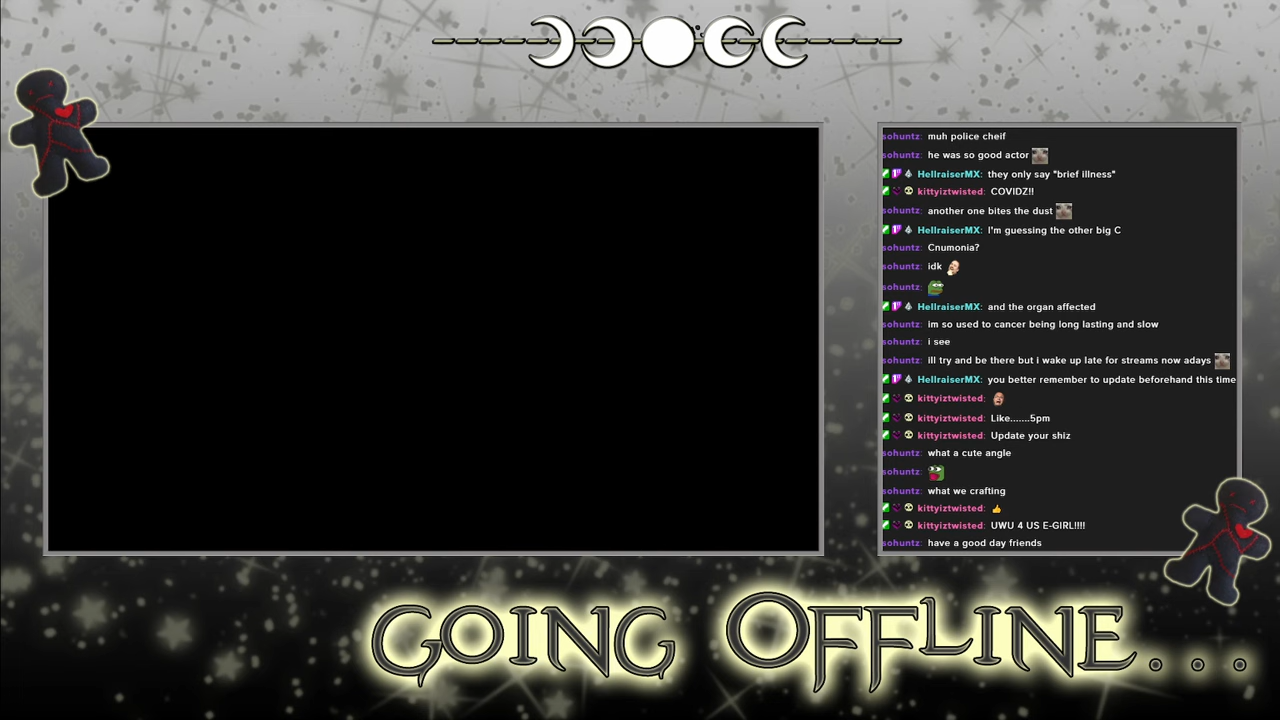 sohuntz: muh police cheif
sohuntz: he was so good actor
HellraiserMX: they only say "brief illness"
kittyiztwisted: COVIDZ!!
sohuntz: another one bites the dust
HellraiserMX: I'm guessing the other big C
sohuntz: Cnumonia?
sohuntz: idk
sohuntz:
HellraiserMX: and the organ affected
sohuntz: im so used to cancer being long lasting and slow
sohuntz: i see
sohuntz: ill try and be there but i wake up late for streams now adays
HellraiserMX: you better remember to update beforehand this time
kittyiztwisted:
kittyiztwisted: Like.......5pm
kittyiztwisted: Update your shiz
sohuntz: what a cute angle
sohuntz:
sohuntz: what we crafting
kittyiztwisted: 👍
kittyiztwisted: UWU 4 US E-GIRL!!!!
sohuntz: have a good day friends
GOING OFFLINE...